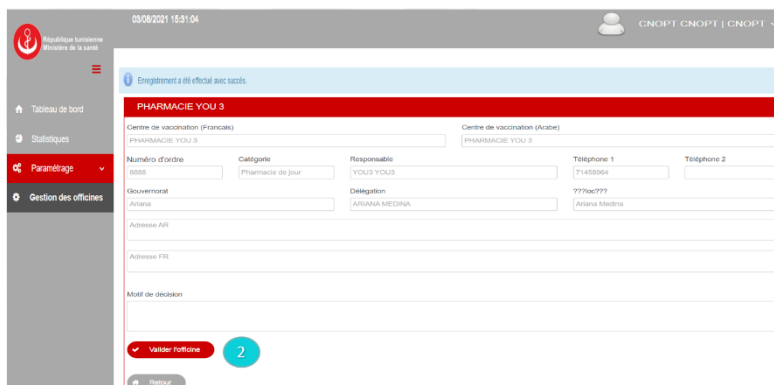 03/08/2021 15:31:04
CNOPT CNOPT | CNOPT
République tunisienne
Ministère de la santé
Enregistrement a été effectué avec succès.
Tableau de bord
Statistiques
Paramétrage
Gestion des officines
PHARMACIE YOU 3
Centre de vaccination (Francais) Centre de vaccination (Arabe)
PHARMACIE YOU 3 PHARMACIE YOU 3
Numéro d'ordre Catégorie Responsable Téléphone 1 Téléphone 2
8888 Pharmacie de jour YOU3 YOU3 71458964
Gouvernorat Délégation ???loc???
Ariana ARIANA MEDINA Ariana Medina
Adresse AR
Adresse FR
Motif de décision
Valider l'officine 2
Retour